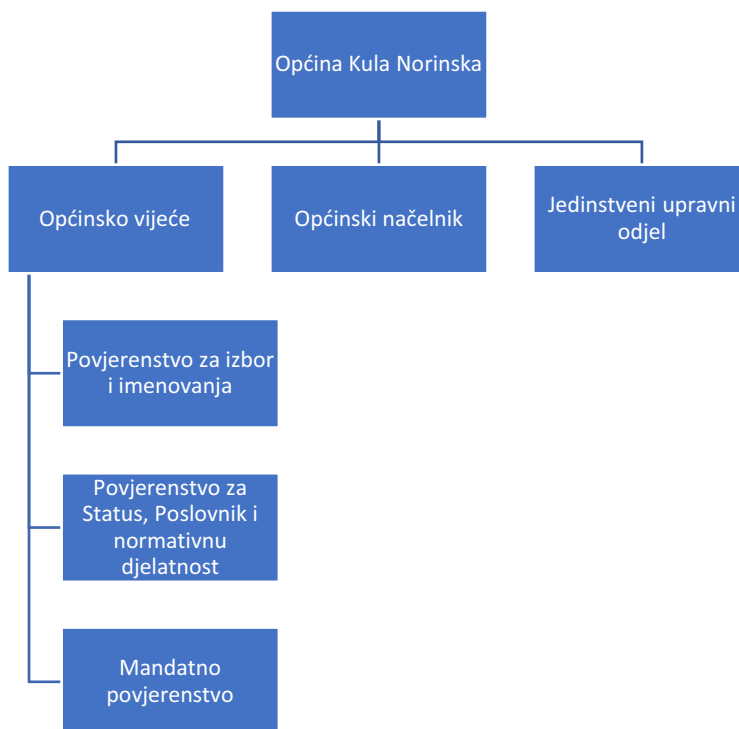 Općina Kula Norinska
Općinsko vijeće
Općinski načelnik
Jedinstveni upravni
odjel
Povjerenstvo za izbor
i imenovanja
Povjerenstvo za
Status, Poslovnik i
normativnu
djelatnost
Mandatno
povjerenstvo